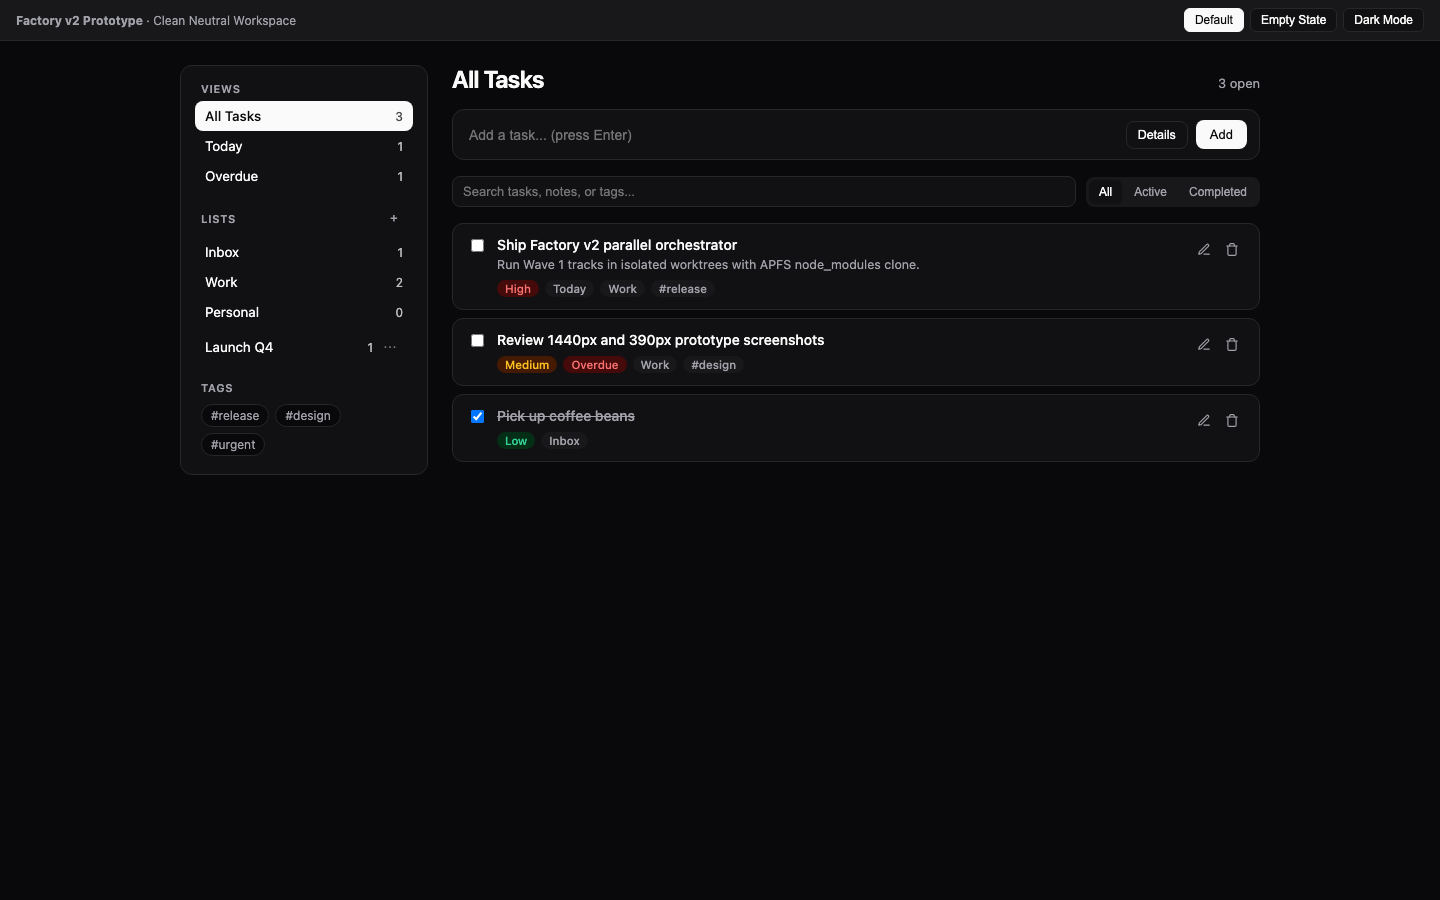 Factory v2 Prototype · Clean Neutral Workspace
Default
Empty State
Dark Mode
VIEWS
All Tasks 3
Today 1
Overdue 1
LISTS +
Inbox 1
Work 2
Personal 0
Launch Q4 1 ···
TAGS
#release #design
#urgent
All Tasks
3 open
Add a task... (press Enter)
Details
Add
Search tasks, notes, or tags...
All Active Completed
Ship Factory v2 parallel orchestrator
Run Wave 1 tracks in isolated worktrees with APFS node_modules clone.
High Today Work #release
Review 1440px and 390px prototype screenshots
Medium Overdue Work #design
Pick up coffee beans
Low Inbox